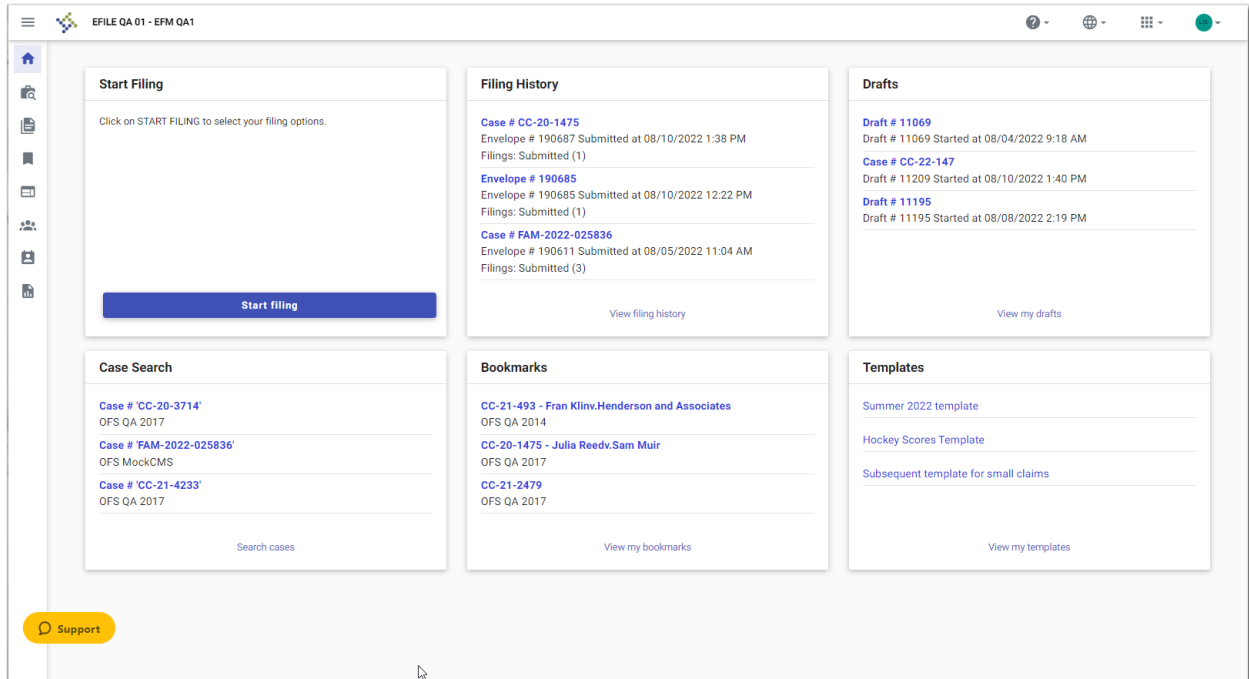 EFILE QA 01 - EFM QA1
Start Filing
Click on START FILING to select your filing options.
Start filing
Filing History
Case # CC-20-1475
Envelope # 190687 Submitted at 08/10/2022 1:38 PM
Filings: Submitted (1)
Envelope # 190685
Envelope # 190685 Submitted at 08/10/2022 12:22 PM
Filings: Submitted (1)
Case # FAM-2022-025836
Envelope # 190611 Submitted at 08/05/2022 11:04 AM
Filings: Submitted (3)
View filing history
Drafts
Draft # 11069
Draft # 11069 Started at 08/04/2022 9:18 AM
Case # CC-22-147
Draft # 11209 Started at 08/10/2022 1:40 PM
Draft # 11195
Draft # 11195 Started at 08/08/2022 2:19 PM
View my drafts
Case Search
Case # 'CC-20-3714'
OFS QA 2017
Case # 'FAM-2022-025836'
OFS MockCMS
Case # 'CC-21-4233'
OFS QA 2017
Search cases
Bookmarks
CC-21-493 - Fran Klinv.Henderson and Associates
OFS QA 2014
CC-20-1475 - Julia Reedv.Sam Muir
OFS QA 2017
CC-21-2479
OFS QA 2017
View my bookmarks
Templates
Summer 2022 template
Hockey Scores Template
Subsequent template for small claims
View my templates
Support